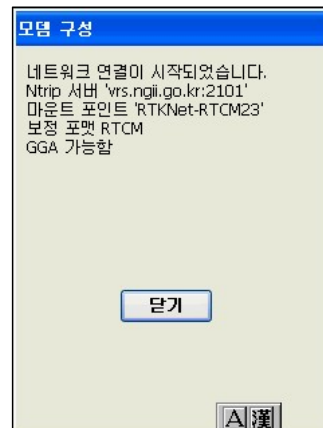 모뎀 구성
네트워크 연결이 시작되었습니다.
Ntrip 서버 'vrs.ngii.go.kr:2101'
마운트 포인트 'RTKNet-RTCM23'
보정 포맷 RTCM
GGA 가능함
닫기
A 漢